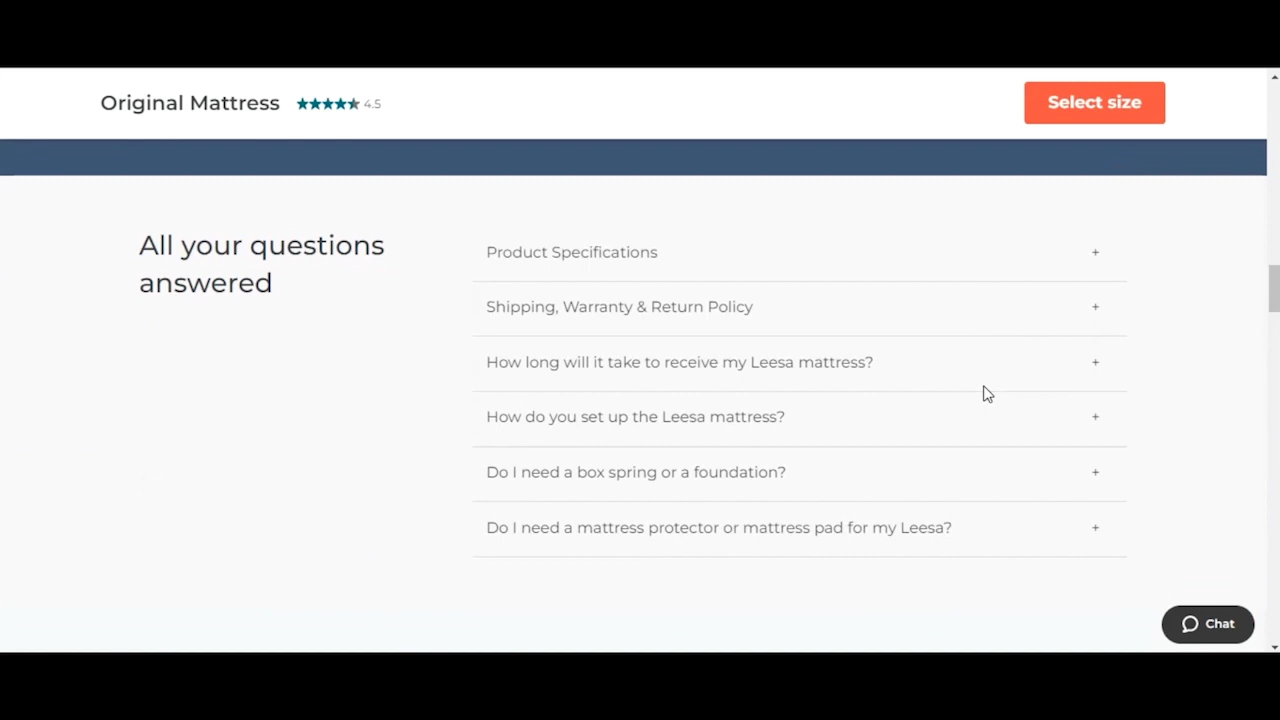 Original Mattress 4.5
Select size
All your questions
answered
Product Specifications +
Shipping, Warranty & Return Policy +
How long will it take to receive my Leesa mattress? +
How do you set up the Leesa mattress? +
Do I need a box spring or a foundation? +
Do I need a mattress protector or mattress pad for my Leesa? +
Chat